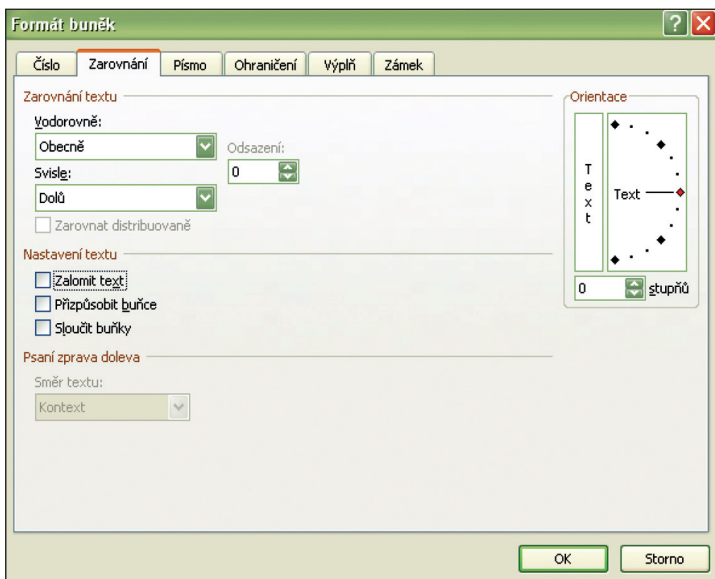 Formát buněk
Číslo Zarovnání Písmo Ohraničení Výplň Zámek
Zarovnání textu
Vodorovně:
Obecně
Odsazení:
0
Svisle:
Dolů
Zarovnat distribuovaně
Nastavení textu
Zalomit text
Přizpůsobit buňce
Sloučit buňky
Psaní zprava doleva
Směr textu:
Kontext
Orientace
Text
Text
0 stupňů
OK Storno